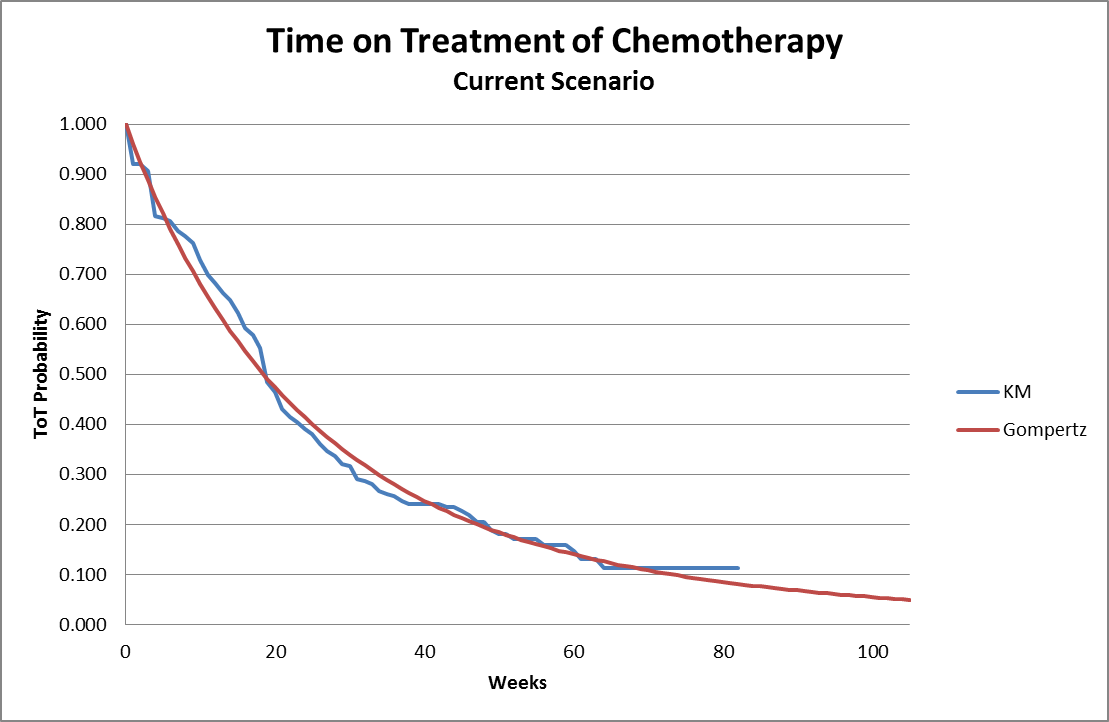 Time on Treatment of Chemotherapy
Current Scenario
1.000
0.900
0.800
0.700
0.600
0.500
0.400
0.300
0.200
0.100
0.000
ToT Probability
0 20 40 60 80 100
Weeks
KM
Gompertz